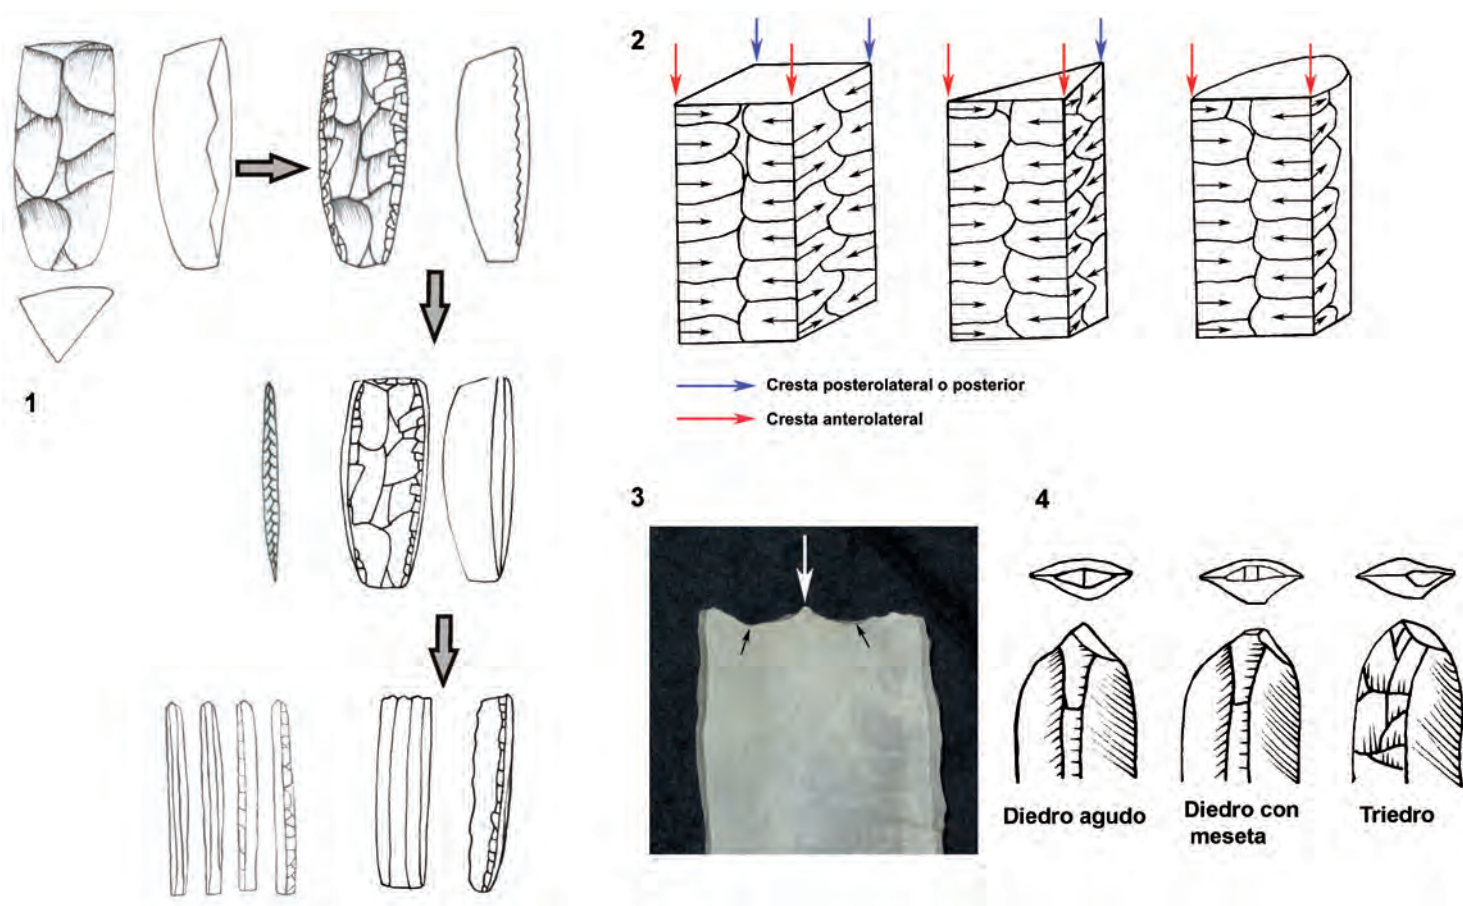 1
2
Cresta posterolateral o posterior
Cresta anterolateral
3
4
Diedro agudo
Diedro con
meseta
Triedro